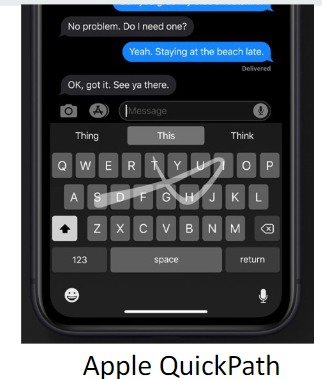 No problem. Do I need one?
Yeah. Staying at the beach late.
Delivered
OK, got it. See ya there.
Message
Thing This Think
Q W E R T Y U I O P
A S D F G H J K L
Z X C V B N M
123 space return
Apple QuickPath